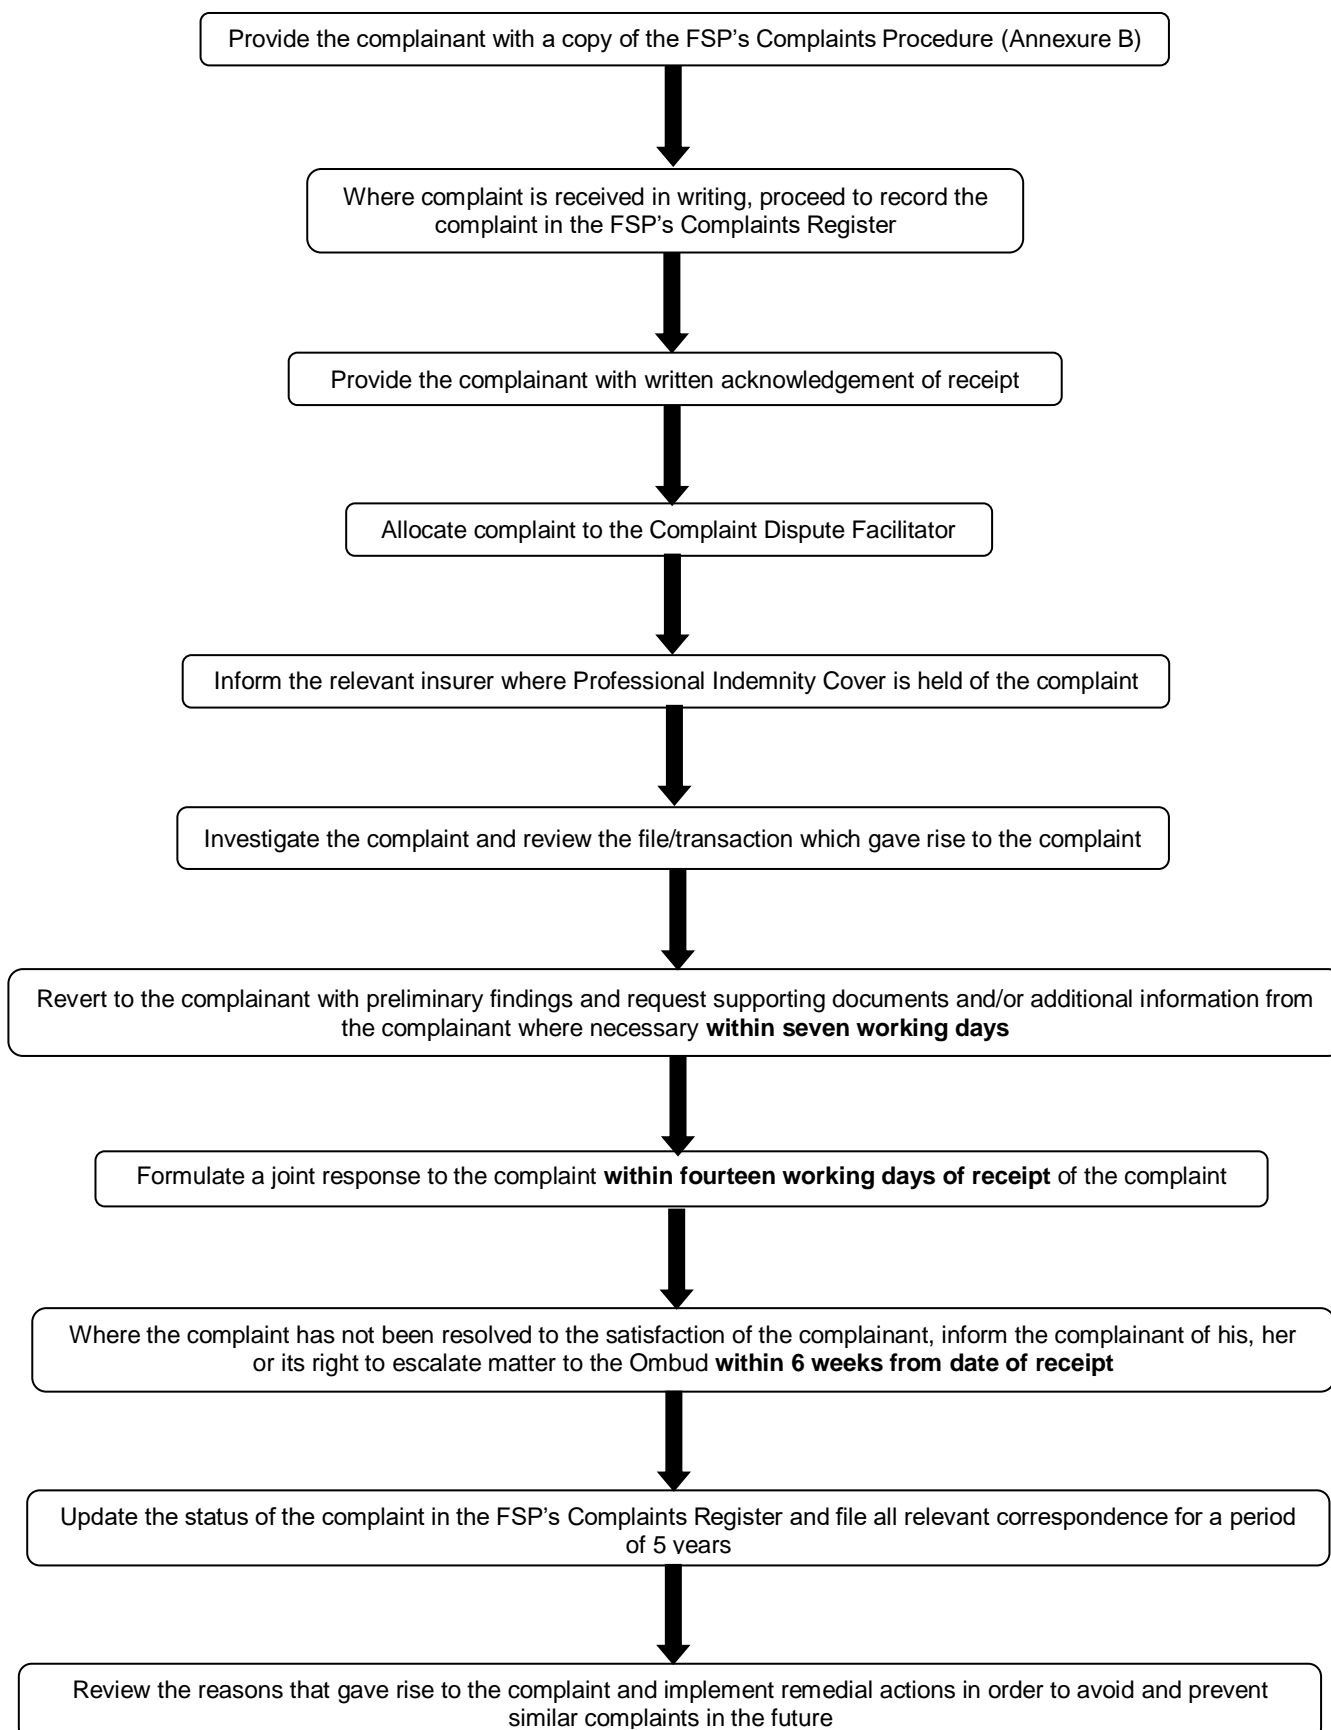 Provide the complainant with a copy of the FSP’s Complaints Procedure (Annexure B)
Where complaint is received in writing, proceed to record the
complaint in the FSP’s Complaints Register
Provide the complainant with written acknowledgement of receipt
Allocate complaint to the Complaint Dispute Facilitator
Inform the relevant insurer where Professional Indemnity Cover is held of the complaint
Investigate the complaint and review the file/transaction which gave rise to the complaint
Revert to the complainant with preliminary findings and request supporting documents and/or additional information from
the complainant where necessary within seven working days
Formulate a joint response to the complaint within fourteen working days of receipt of the complaint
Where the complaint has not been resolved to the satisfaction of the complainant, inform the complainant of his, her
or its right to escalate matter to the Ombud within 6 weeks from date of receipt
Update the status of the complaint in the FSP’s Complaints Register and file all relevant correspondence for a period
of 5 years
Review the reasons that gave rise to the complaint and implement remedial actions in order to avoid and prevent
similar complaints in the future